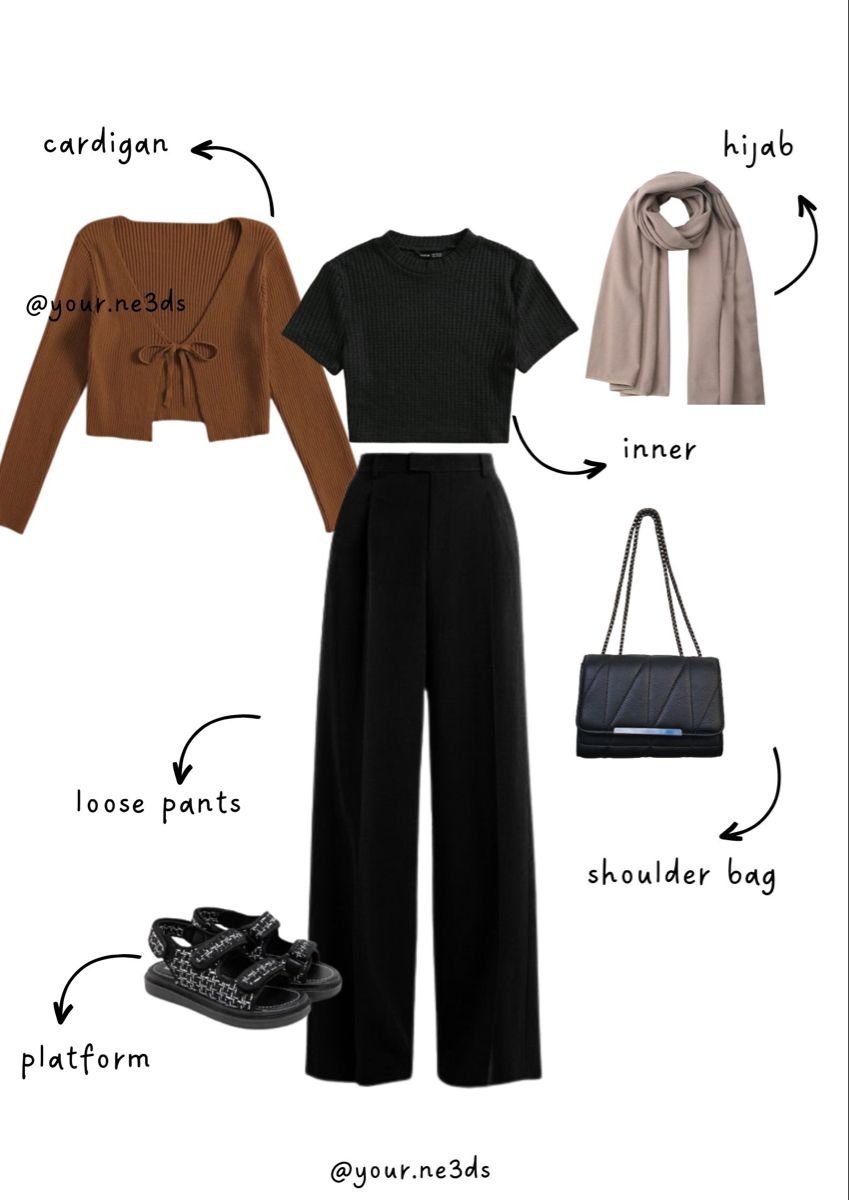 cardigan
hijab
@your.ne3ds
inner
loose pants
shoulder bag
platform
@your.ne3ds